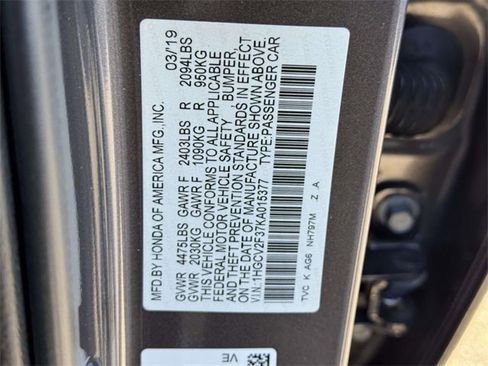 MFD.BY HONDA OF AMERICA MFG.,INC. 03/19
GVWR 4475LBS GAWR F 2403LBS R 2094LBS
GVWR 2030KG GAWR F 1090KG R 950KG
THIS VEHICLE CONFORMS TO ALL APPLICABLE
FEDERAL MOTOR VEHICLE SAFETY, BUMPER,
AND THEFT PREVENTION STANDARDS IN EFFECT
ON THE DATE OF MANUFACTURE SHOWN ABOVE.
V.I.N.:1HGCV2F37KA015377 TYPE:PASSENGER CAR
TVC K AG6 NH797M Z A
VE